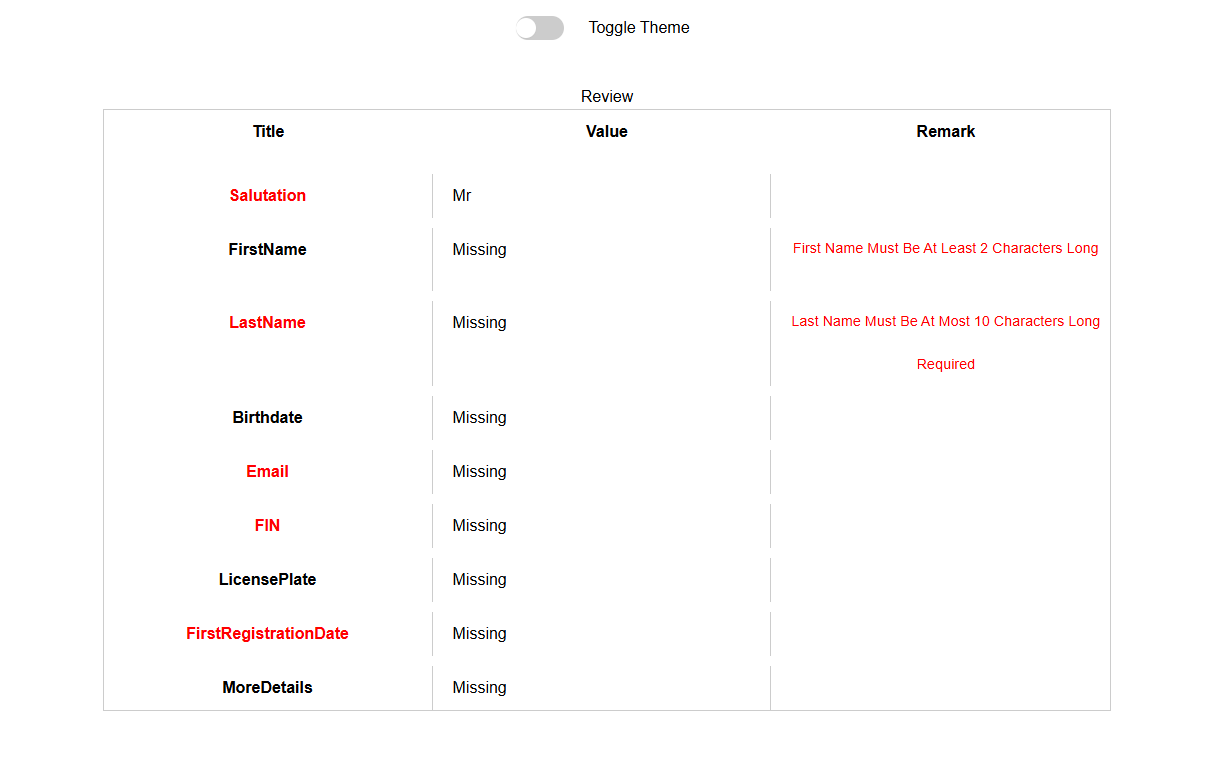 Toggle Theme
Review
Title Value Remark
Salutation Mr
FirstName Missing First Name Must Be At Least 2 Characters Long
LastName Missing Last Name Must Be At Most 10 Characters Long
Required
Birthdate Missing
Email Missing
FIN Missing
LicensePlate Missing
FirstRegistrationDate Missing
MoreDetails Missing